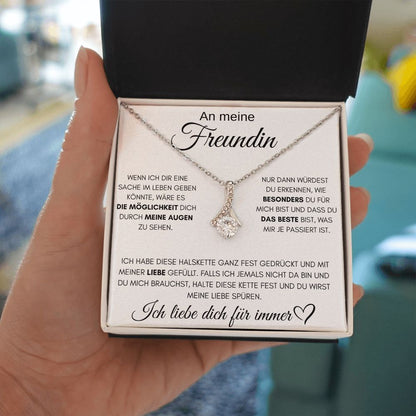 An meine
Freundin
WENN ICH DIR EINE
SACHE IM LEBEN GEBEN
KÖNNTE, WÄRE ES
DIE MÖGLICHKEIT DICH
DURCH MEINE AUGEN
ZU SEHEN.
NUR DANN WÜRDEST
DU ERKENNEN, WIE
BESONDERS DU FÜR
MICH BIST UND DASS DU
DAS BESTE BIST, WAS
MIR JE PASSIERT IST.
ICH HABE DIESE HALSKETTE GANZ FEST GEDRÜCKT UND MIT
MEINER LIEBE GEFÜLLT. FALLS ICH JEMALS NICHT DA BIN UND
DU MICH BRAUCHST, HALTE DIESE KETTE FEST UND DU WIRST
MEINE LIEBE SPÜREN.
Ich liebe dich für immer